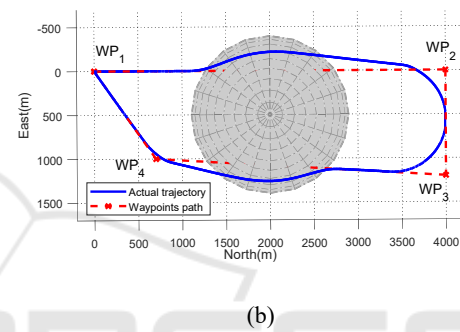 -500
WP1
WP2
0
East(m)
500
1000
WP4
WP3
Actual trajectory
Waypoints path
1500
0 500 1000 1500 2000 2500 3000 3500 4000
North(m)
(b)